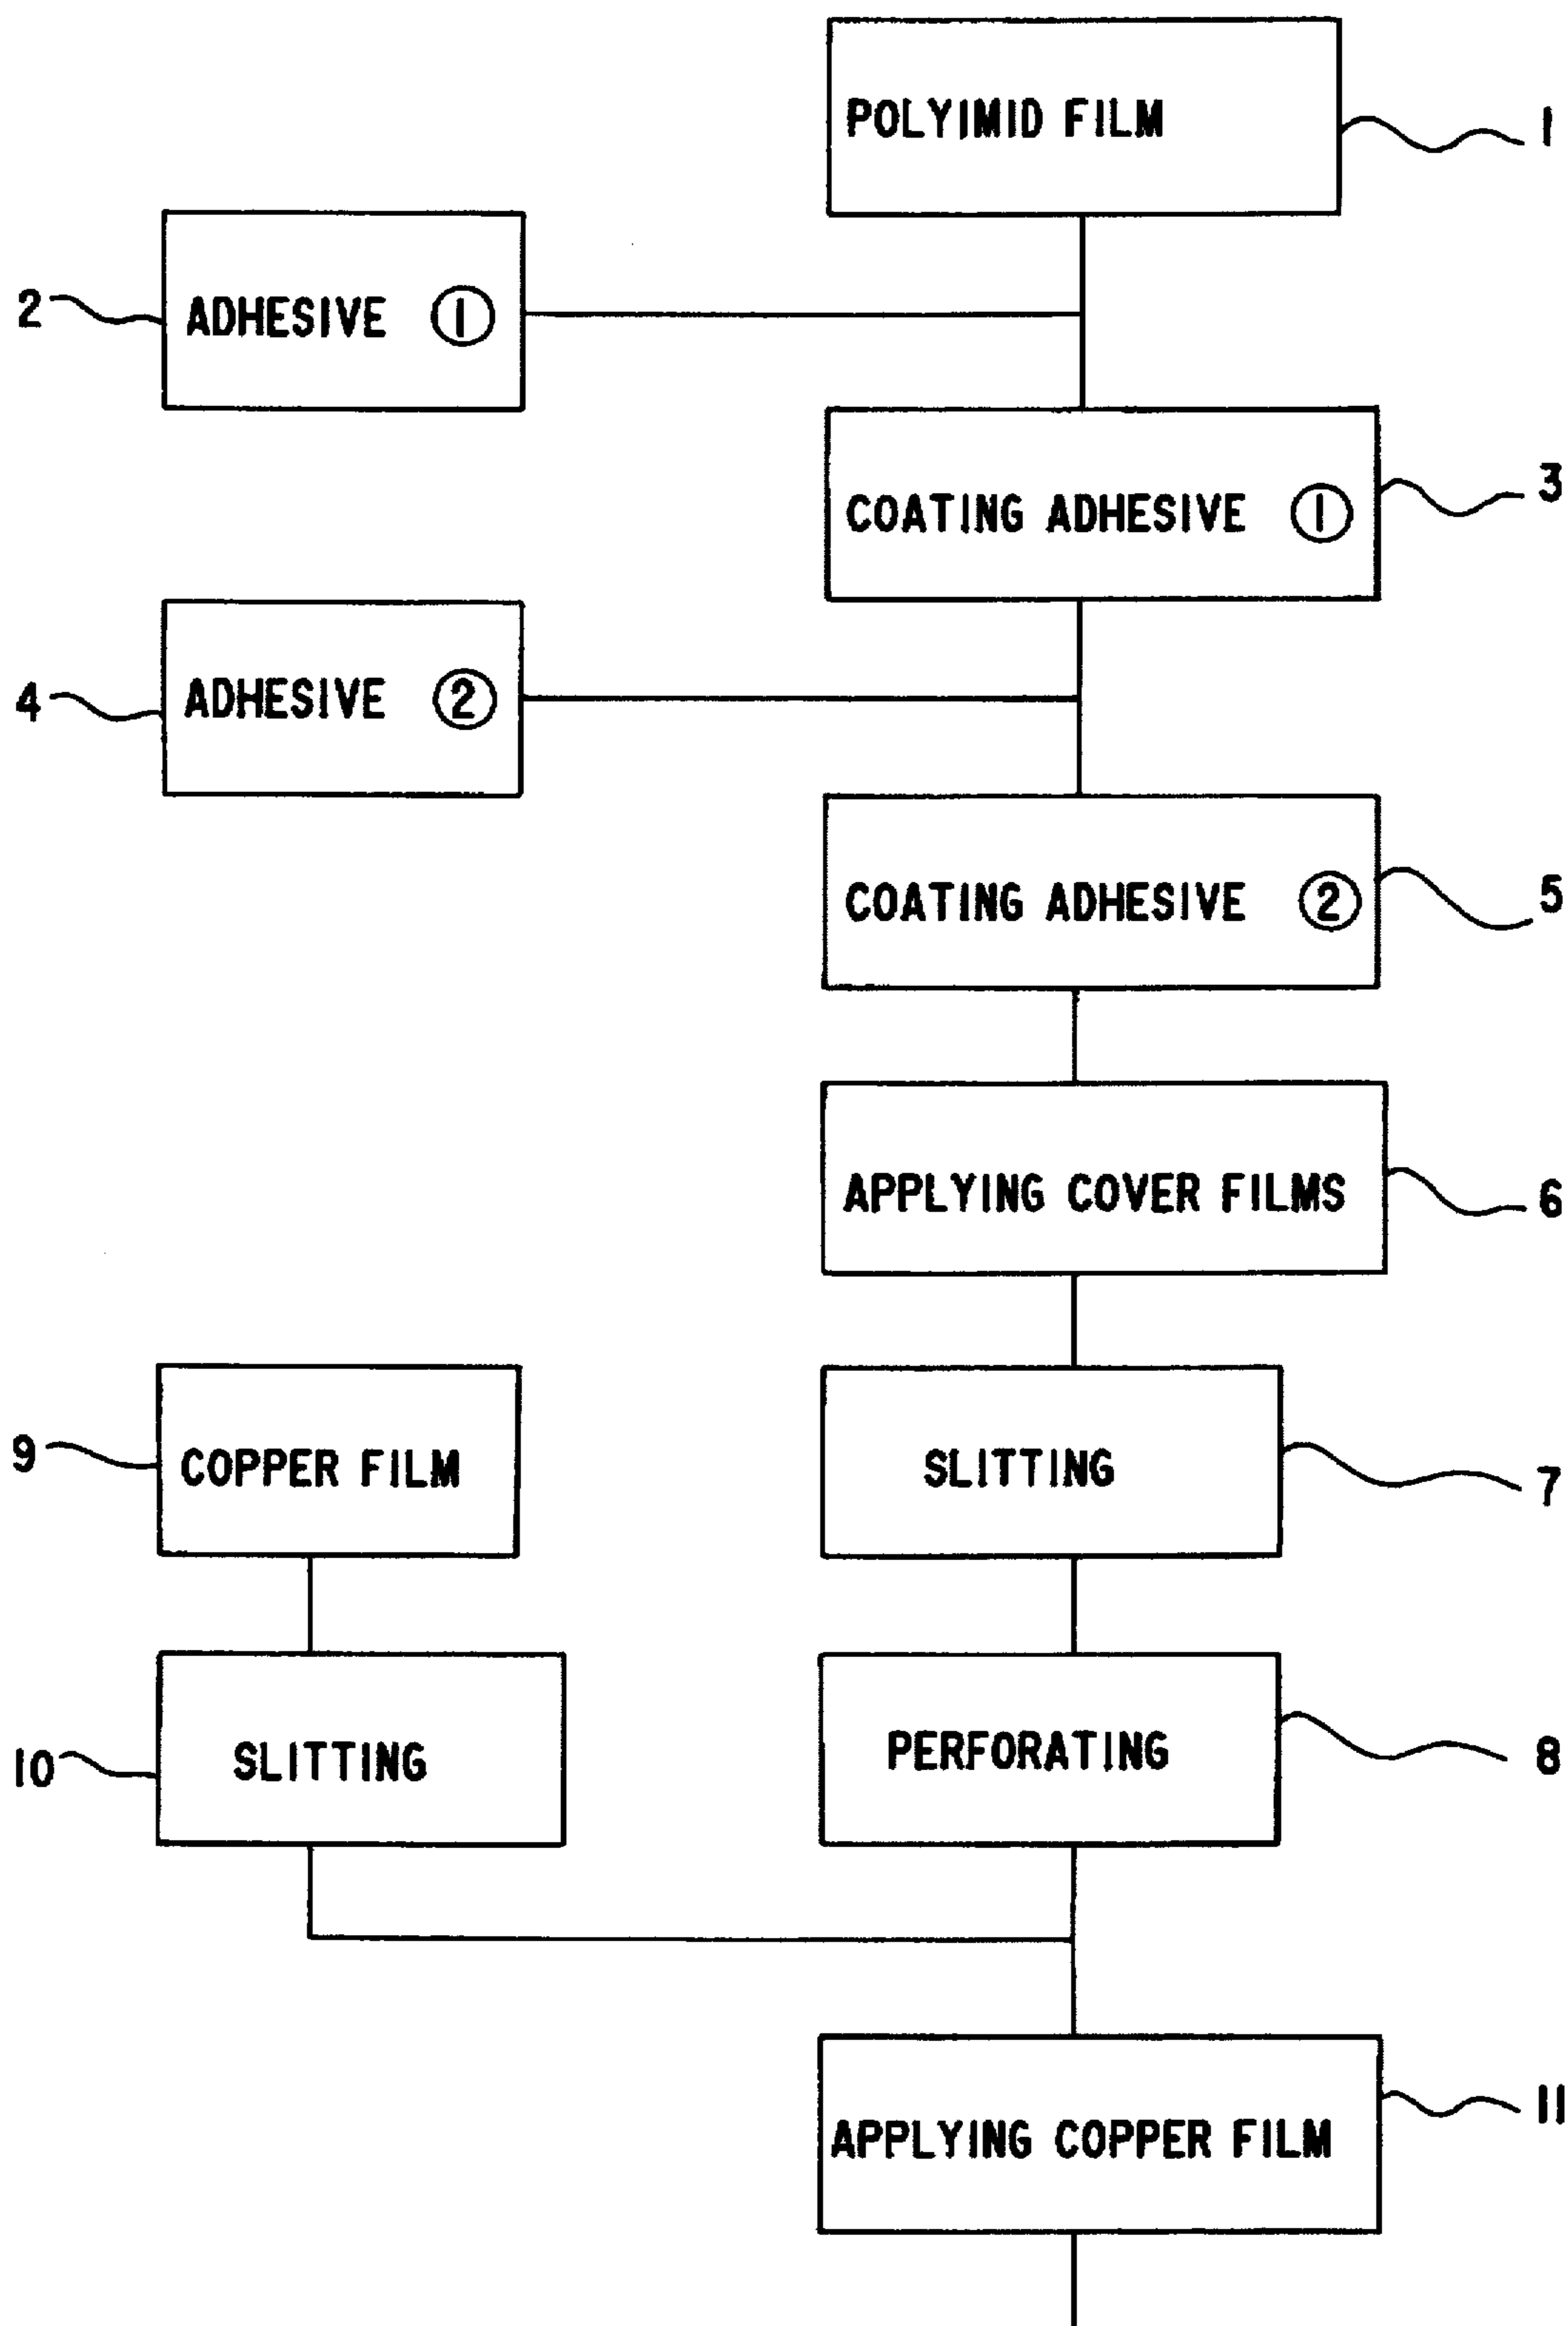 POLYIMID FILM
1
2
ADHESIVE ①
COATING ADHESIVE ①
3
4
ADHESIVE ②
COATING ADHESIVE ②
5
APPLYING COVER FILMS
6
9
COPPER FILM
SLITTING
7
10
SLITTING
PERFORATING
8
APPLYING COPPER FILM
11